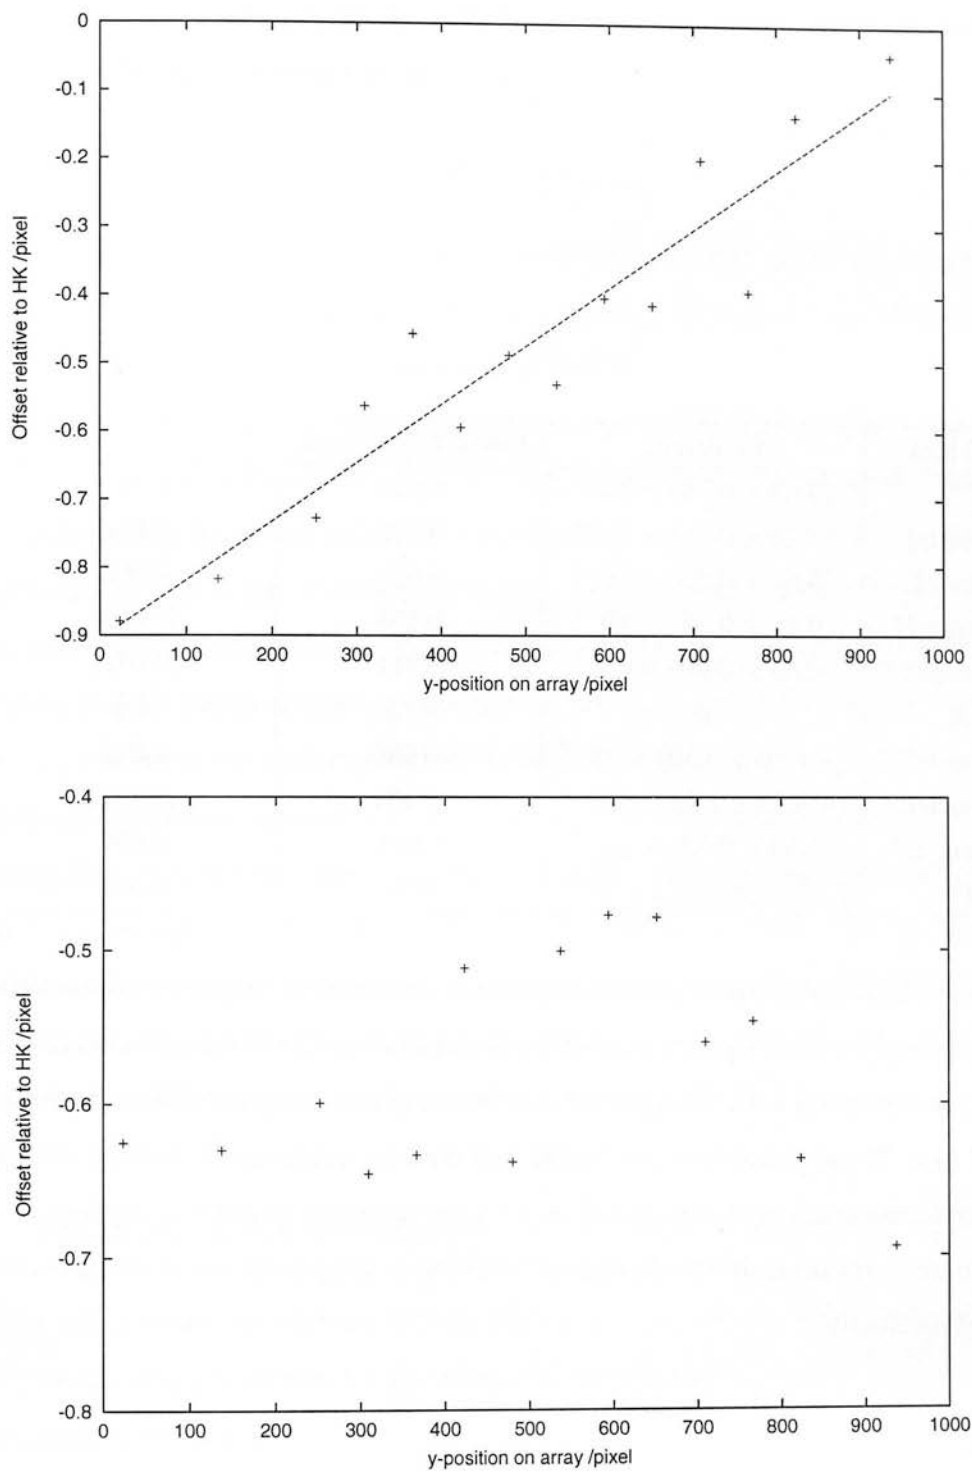 0
-0.1
-0.2
-0.3
-0.4
-0.5
-0.6
-0.7
-0.8
-0.9
Offset relative to HK /pixel
0 100 200 300 400 500 600 700 800 900 1000
y-position on array /pixel
-0.4
-0.5
-0.6
-0.7
-0.8
Offset relative to HK /pixel
0 100 200 300 400 500 600 700 800 900 1000
y-position on array /pixel